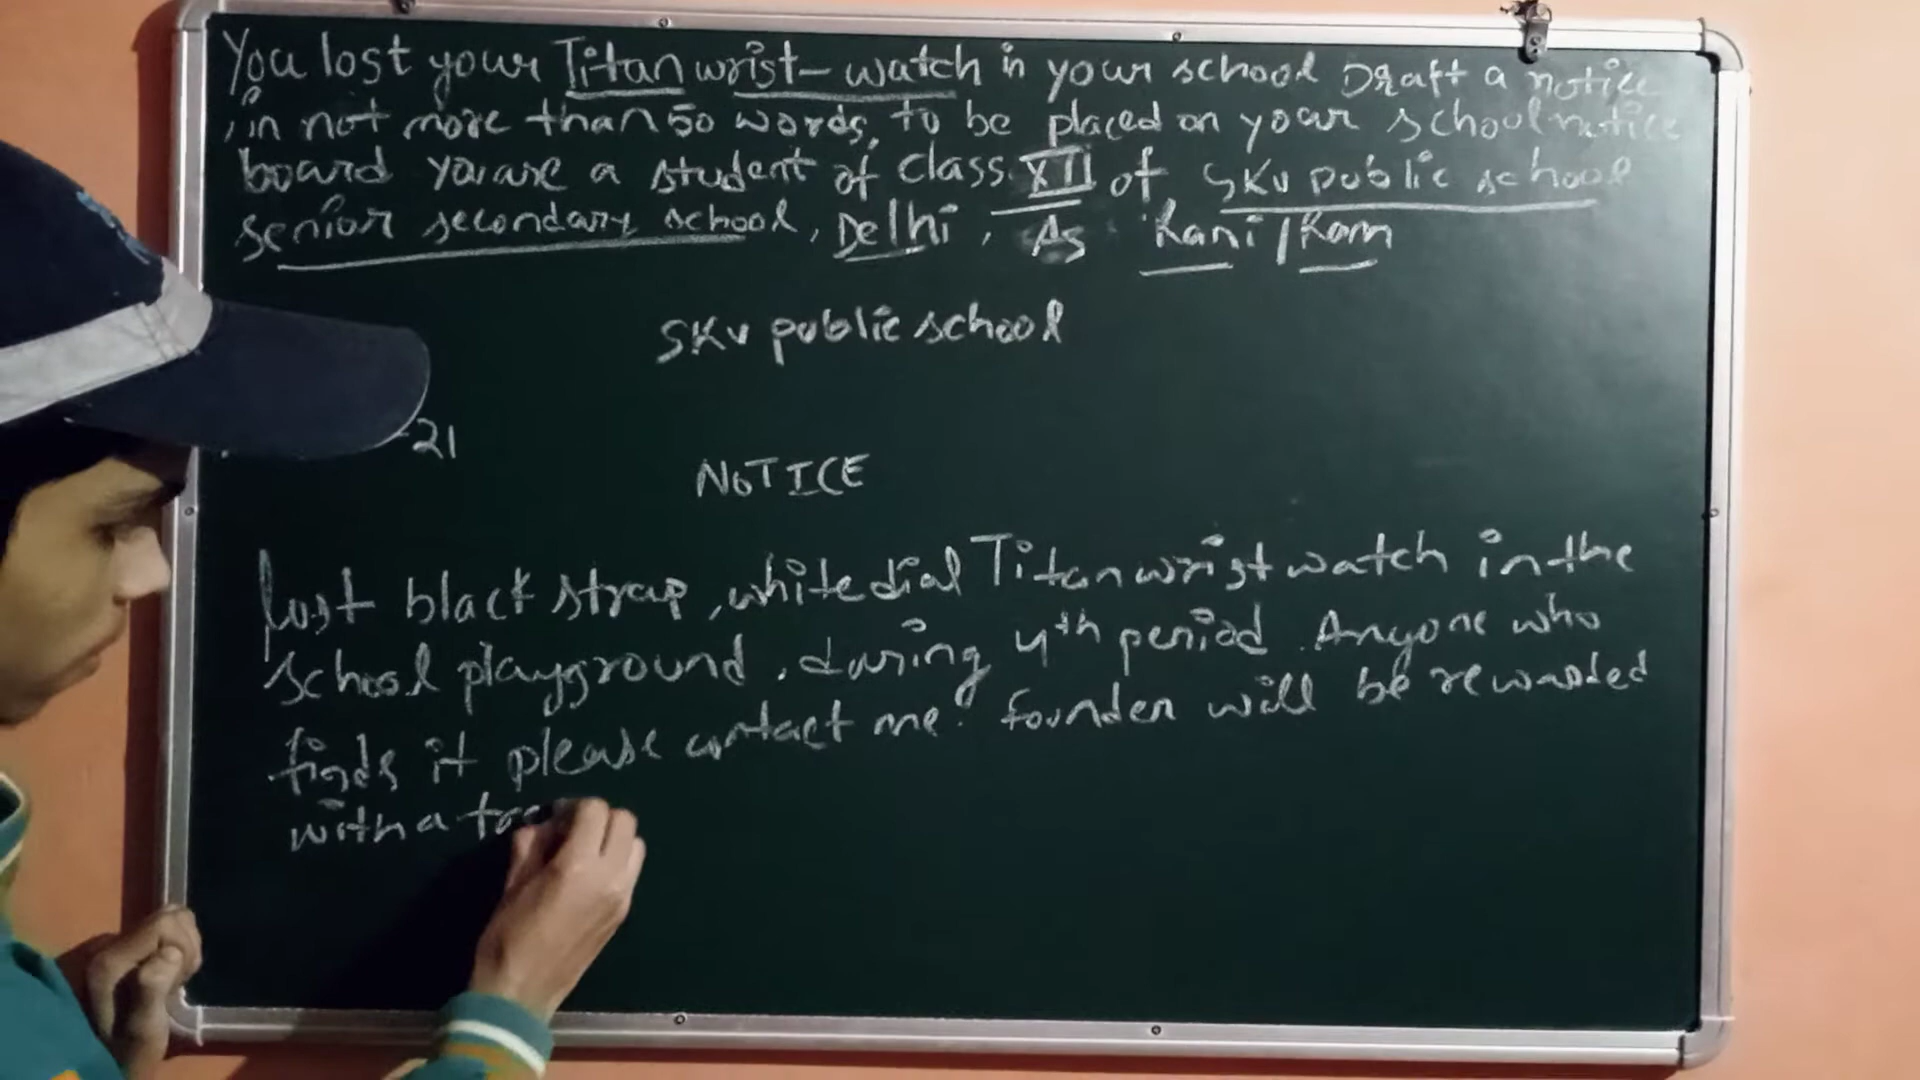 You lost your Titan wrist-watch in your school Draft a notice
, in not more than 50 words, to be placed on your school notice
board you are a student of class XII of SKV public school
senior secondary school, Delhi, As Rani/Ram
SKV public school
-21
NOTICE
lost black strap, white dial Titan wrist watch in the
school playground, during 4th period. Anyone who
finds it please contact me. founder will be rewarded
with a